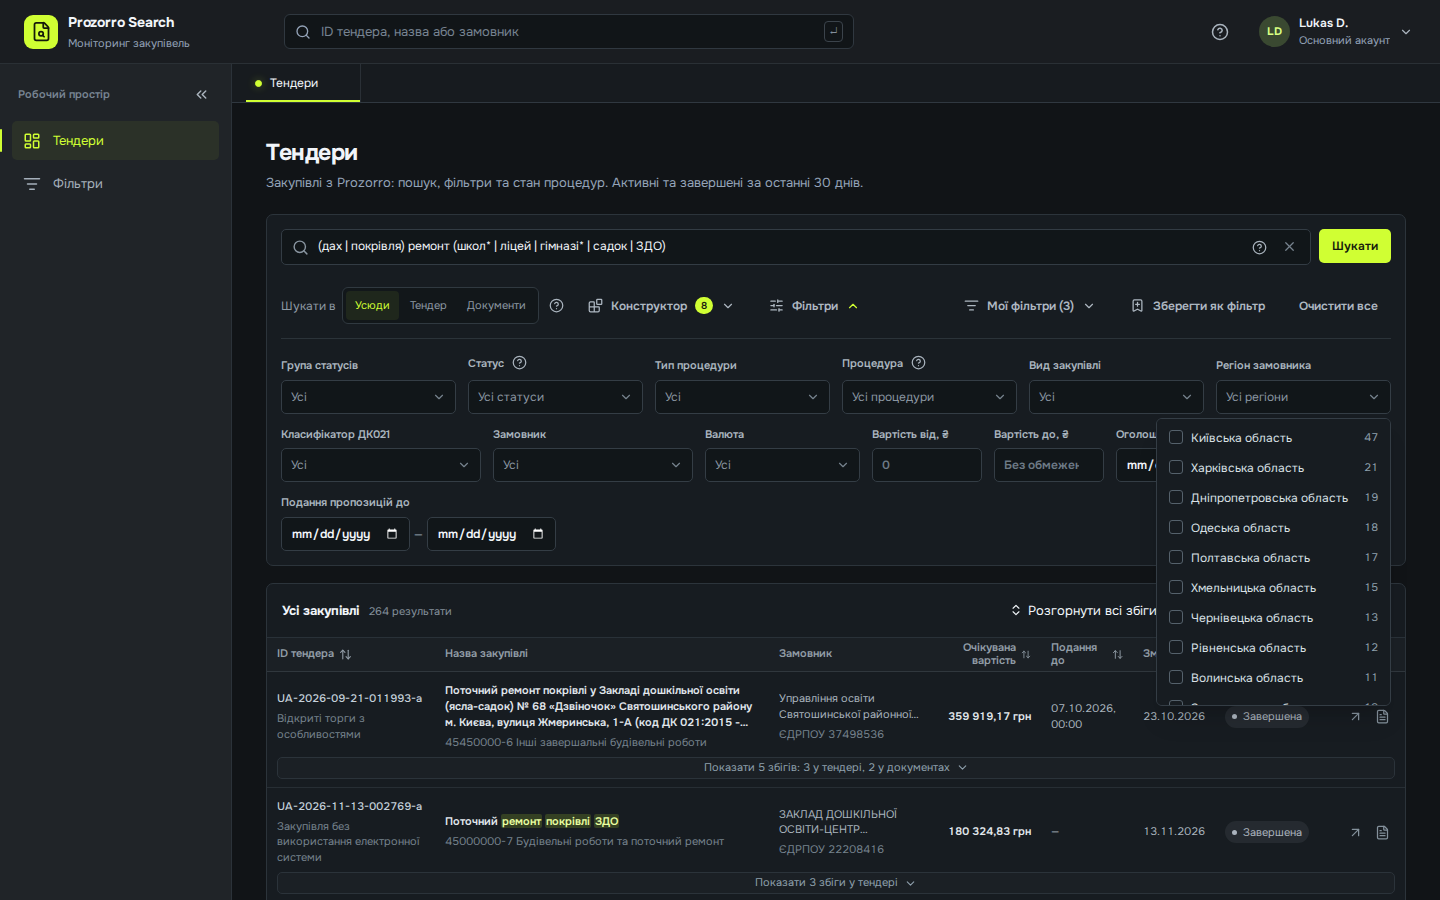 Prozorro Search
Моніторинг закупівель
ID тендера, назва або замовник
LD
Lukas D.
Основний акаунт
Робочий простір
Тендери
Фільтри
Тендери
Тендери
Закупівлі з Prozorro: пошук, фільтри та стан процедур. Активні та завершені за останні 30 днів.
(дах | покрівля) ремонт (школ* | ліцей | гімназі* | садок | ЗДО)
Шукати
Шукати в
Усюди
Тендер
Документи
Конструктор 8
Фільтри
Мої фільтри (3)
Зберегти як фільтр
Очистити все
Група статусів
Статус
Тип процедури
Процедура
Вид закупівлі
Регіон замовника
Усі
Усі статуси
Усі
Усі процедури
Усі
Усі регіони
Класифікатор ДК021
Замовник
Валюта
Вартість від, ₴
Вартість до, ₴
Оголош
Усі
Усі
Усі
0
Без обмежен
mm/
Подання пропозицій до
mm/dd/yyyy – mm/dd/yyyy
Київська область 47
Харківська область 21
Дніпропетровська область 19
Одеська область 18
Полтавська область 17
Хмельницька область 15
Чернівецька область 13
Рівненська область 12
Волинська область 11
Усі закупівлі 264 результати
Розгорнути всі збіги
ID тендера
Назва закупівлі
Замовник
Очікувана вартість
Подання до
Зм
UA-2026-09-21-011993-a
Відкриті торги з
особливостями
Поточний ремонт покрівлі у Закладі дошкільної освіти
(ясла-садок) № 68 «Дзвіночок» Святошинського району
м. Києва, вулиця Жмеринська, 1-А (код ДК 021:2015 -...
45450000-6 Інші завершальні будівельні роботи
Управління освіти
Святошинської районної...
ЄДРПОУ 37498536
359 919,17 грн
07.10.2026,
00:00
23.10.2026
Завершена
Показати 5 збігів: 3 у тендері, 2 у документах
UA-2026-11-13-002769-a
Закупівля без
використання електронної
системи
Поточний ремонт покрівлі ЗДО
45000000-7 Будівельні роботи та поточний ремонт
ЗАКЛАД ДОШКІЛЬНОЇ
ОСВІТИ-ЦЕНТР...
ЄДРПОУ 22208416
180 324,83 грн
–
13.11.2026
Завершена
Показати 3 збіги у тендері